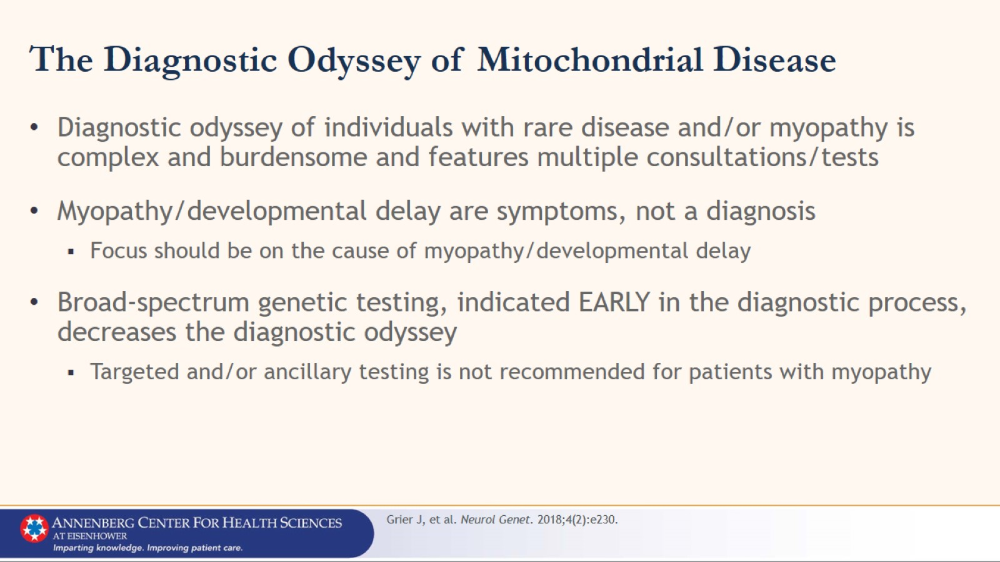 The Diagnostic Odyssey of Mitochondrial Disease
• Diagnostic odyssey of individuals with rare disease and/or myopathy is
complex and burdensome and features multiple consultations/tests
• Myopathy/developmental delay are symptoms, not a diagnosis
▪ Focus should be on the cause of myopathy/developmental delay
• Broad-spectrum genetic testing, indicated EARLY in the diagnostic process,
decreases the diagnostic odyssey
▪ Targeted and/or ancillary testing is not recommended for patients with myopathy
ANNENBERG CENTER FOR HEALTH SCIENCES
AT EISENHOWER
Imparting knowledge. Improving patient care.
Grier J, et al. Neurol Genet. 2018;4(2):e230.